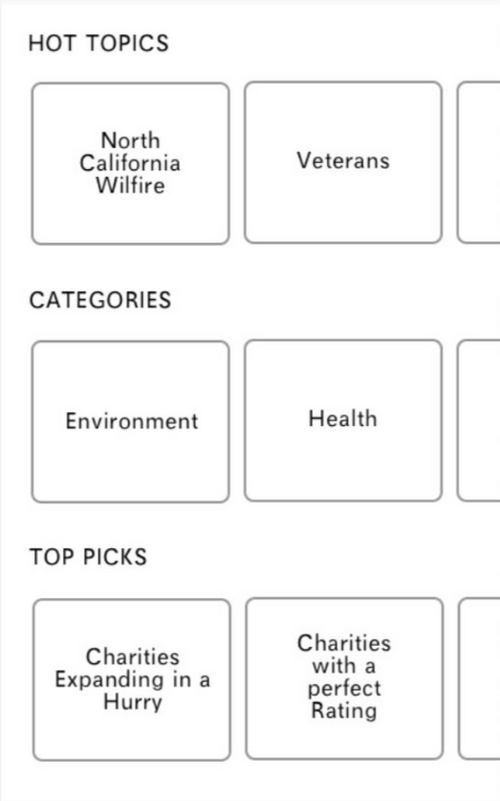 HOT TOPICS
North
California
Wilfire
Veterans
CATEGORIES
Environment
Health
TOP PICKS
Charities
Expanding in a
Hurry
Charities
with a
perfect
Rating